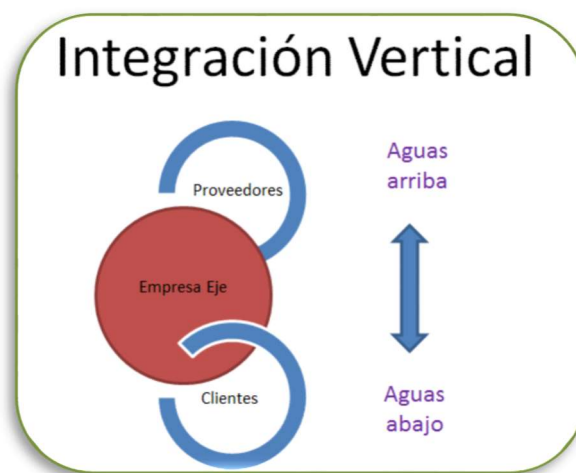 Integración Vertical
Proveedores
Aguas
arriba
Empresa Eje
Clientes
Aguas
abajo